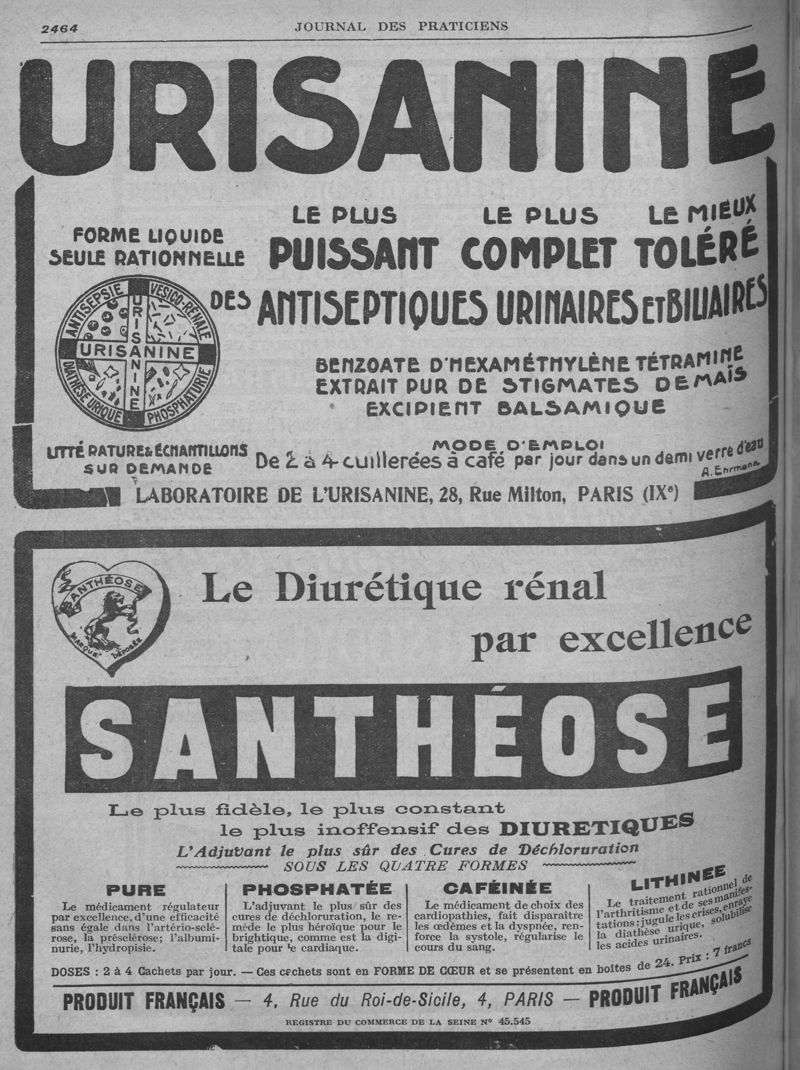 2464
JOURNAL DES PRATICIENS
URISANINE
FORME LIQUIDE
SEULE RATIONNELLE
LE PLUS LE PLUS LE MIEUX
PUISSANT COMPLET TOLÉRÉ
DES ANTISEPTIQUES URINAIRES ET BILIAIRES
ANTISEPSIE VESICO-RÉNALE
URISANINE
URISANINE
DIATHÈSE URIQUE PHOSPHATURIE
BENZOATE D'HEXAMÉTHYLÈNE TÉTRAMINE
EXTRAIT PUR DE STIGMATES DE MAÏS
EXCIPIENT BALSAMIQUE
LITTÉRATURE & ÉCHANTILLONS
SUR DEMANDE
MODE D'EMPLOI
De 2 à 4 cuillerées à café par jour dans un demi verre d'eau
A. Ehrmann
LABORATOIRE DE L'URISANINE, 28, Rue Milton, PARIS (IXe)
SANTHÉOSE
MARQUE DÉPOSÉE
Le Diurétique rénal
par excellence
SANTHÉOSE
Le plus fidèle, le plus constant
le plus inoffensif des DIURETIQUES
L'Adjuvant le plus sûr des Cures de Déchloruration
SOUS LES QUATRE FORMES
PURE
Le médicament régulateur
par excellence, d'une efficacité
sans égale dans l'artério-sclé-
rose, la présclérose; l'albumi-
nurie, l'hydropisie.
PHOSPHATÉE
L'adjuvant le plus sûr des
cures de déchloruration, le re-
mède le plus héroïque pour le
brightique, comme est la digi-
tale pour le cardiaque.
CAFÉINÉE
Le médicament de choix des
cardiopathies, fait disparaître
les œdèmes et la dyspnée, ren-
force la systole, régularise le
cours du sang.
LITHINEE
Le traitement rationnel de
l'arthritisme et de ses manifes-
tations; jugule les crises, enraye
la diathèse urique, solubilise
les acides urinaires.
DOSES : 2 à 4 Cachets par jour. — Ces cachets sont en FORME DE CŒUR et se présentent en boîtes de 24. Prix : 7 francs
PRODUIT FRANÇAIS — 4, Rue du Roi-de-Sicile, 4, PARIS — PRODUIT FRANÇAIS
REGISTRE DU COMMERCE DE LA SEINE N° 45.545